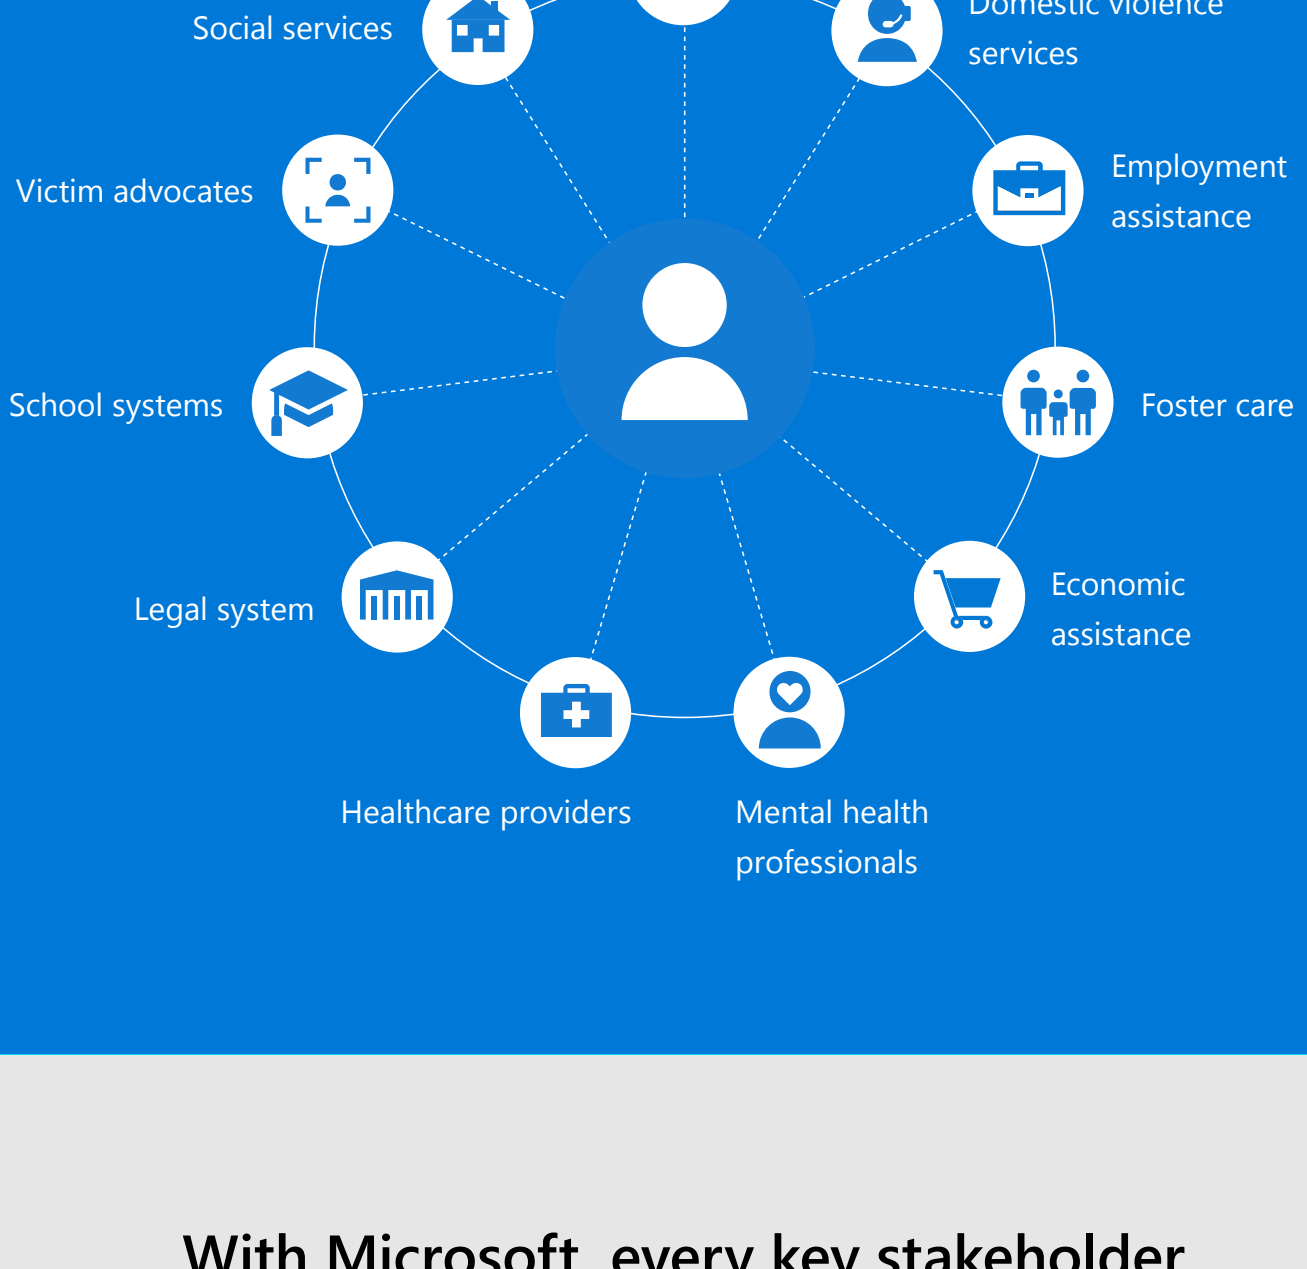 Domestic violence
services
Social services
Employment
assistance
Victim advocates
School systems
Foster care
Economic
assistance
Legal system
Healthcare providers
Mental health
professionals
With Microsoft, every key stakeholder